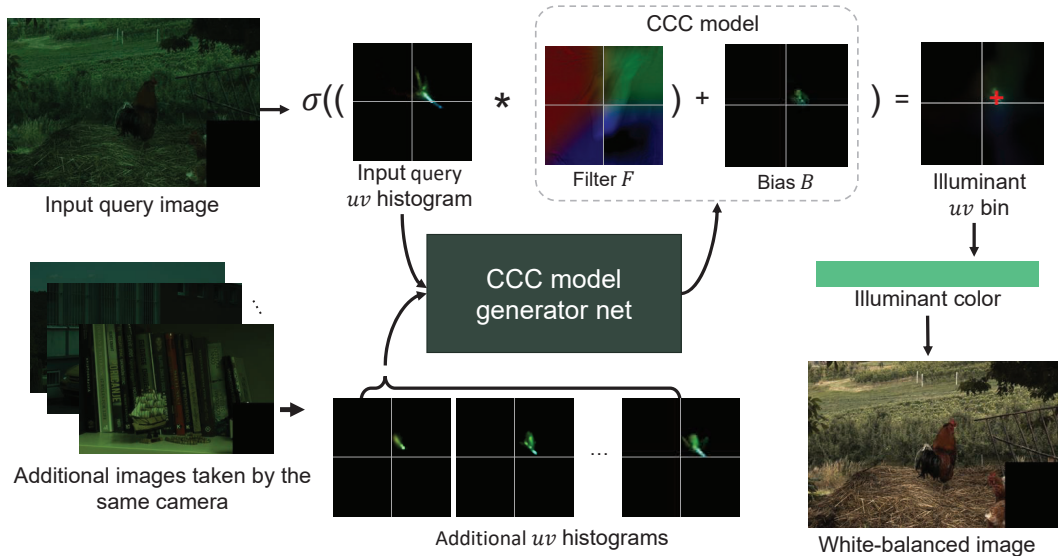 CCC model
σ((
*
)
+
)
=
Filter F
Bias B
Input query
uv histogram
Illuminant
uv bin
Input query image
CCC model
generator net
Illuminant color
...
Additional images taken by the
same camera
...
Additional uv histograms
White-balanced image